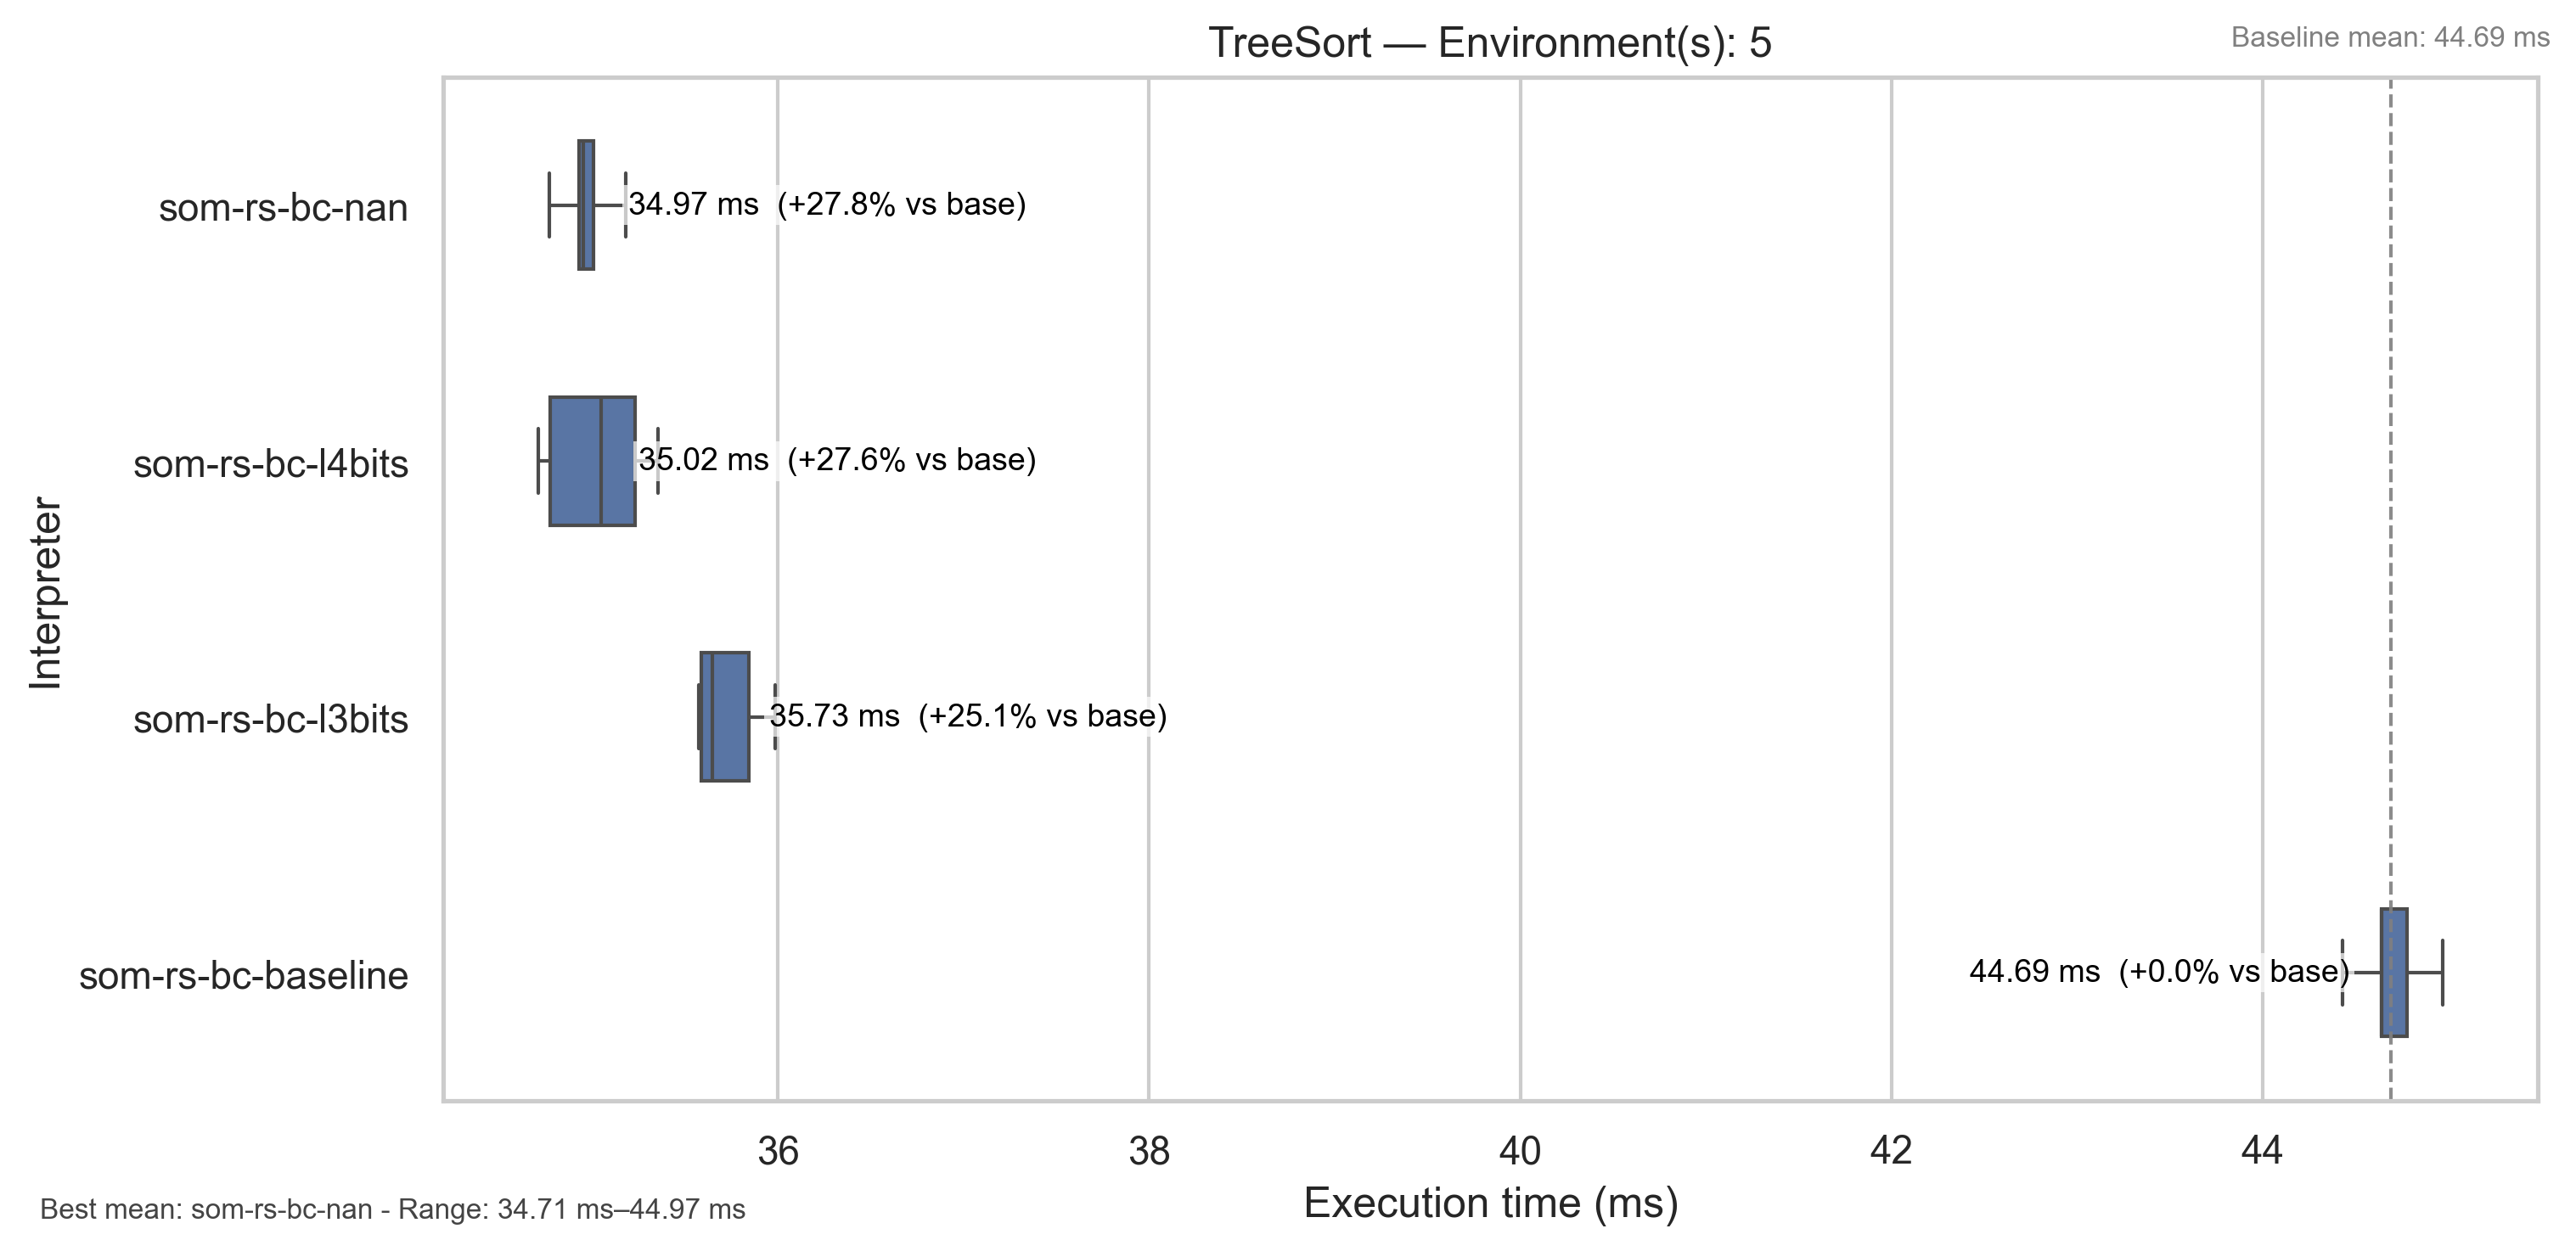 TreeSort — Environment(s): 5
Baseline mean: 44.69 ms
Interpreter
som-rs-bc-nan
34.97 ms  (+27.8% vs base)
som-rs-bc-l4bits
35.02 ms  (+27.6% vs base)
som-rs-bc-l3bits
35.73 ms  (+25.1% vs base)
som-rs-bc-baseline
44.69 ms  (+0.0% vs base)
36 38 40 42 44
Execution time (ms)
Best mean: som-rs-bc-nan - Range: 34.71 ms–44.97 ms